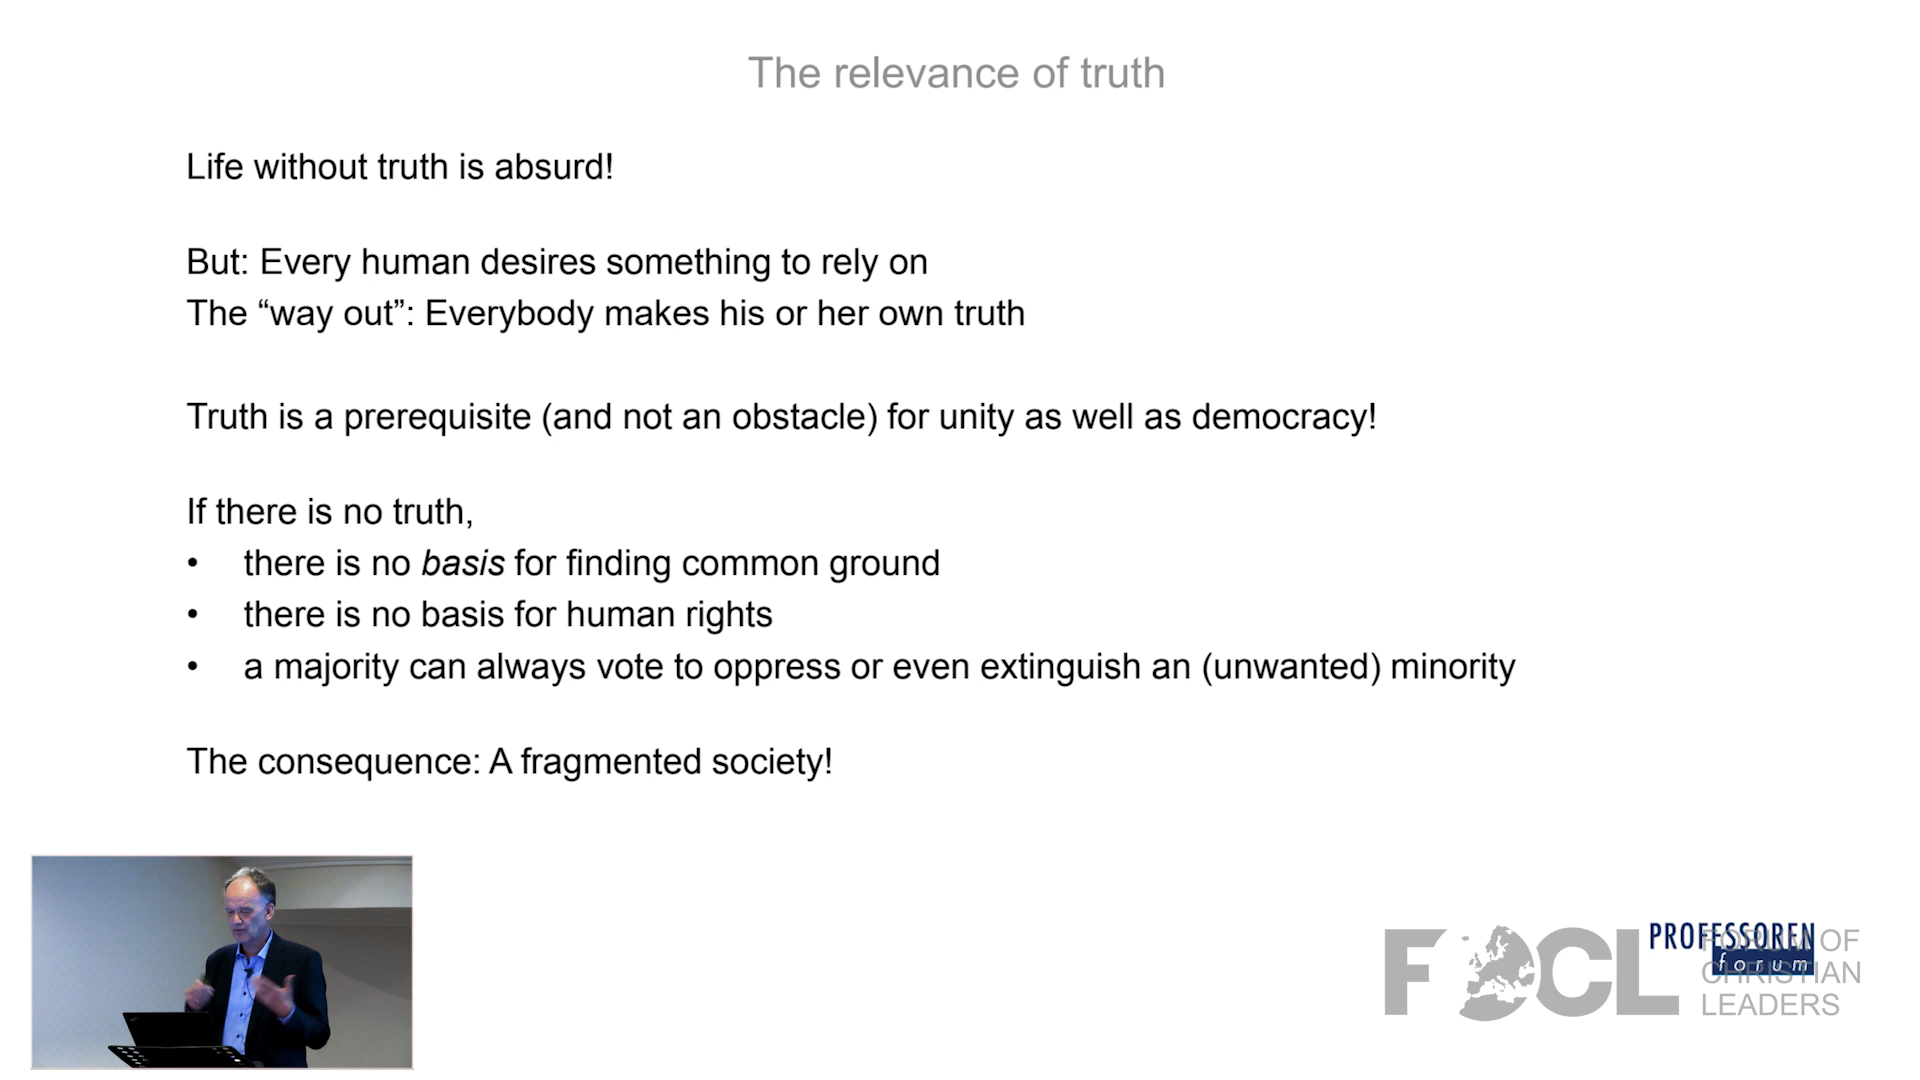 The relevance of truth
Life without truth is absurd!
But: Every human desires something to rely on
The “way out”: Everybody makes his or her own truth
Truth is a prerequisite (and not an obstacle) for unity as well as democracy!
If there is no truth,
• there is no basis for finding common ground
• there is no basis for human rights
• a majority can always vote to oppress or even extinguish an (unwanted) minority
The consequence: A fragmented society!
PROFESSOREN
forum
FOCL
FORUM OF
CHRISTIAN
LEADERS